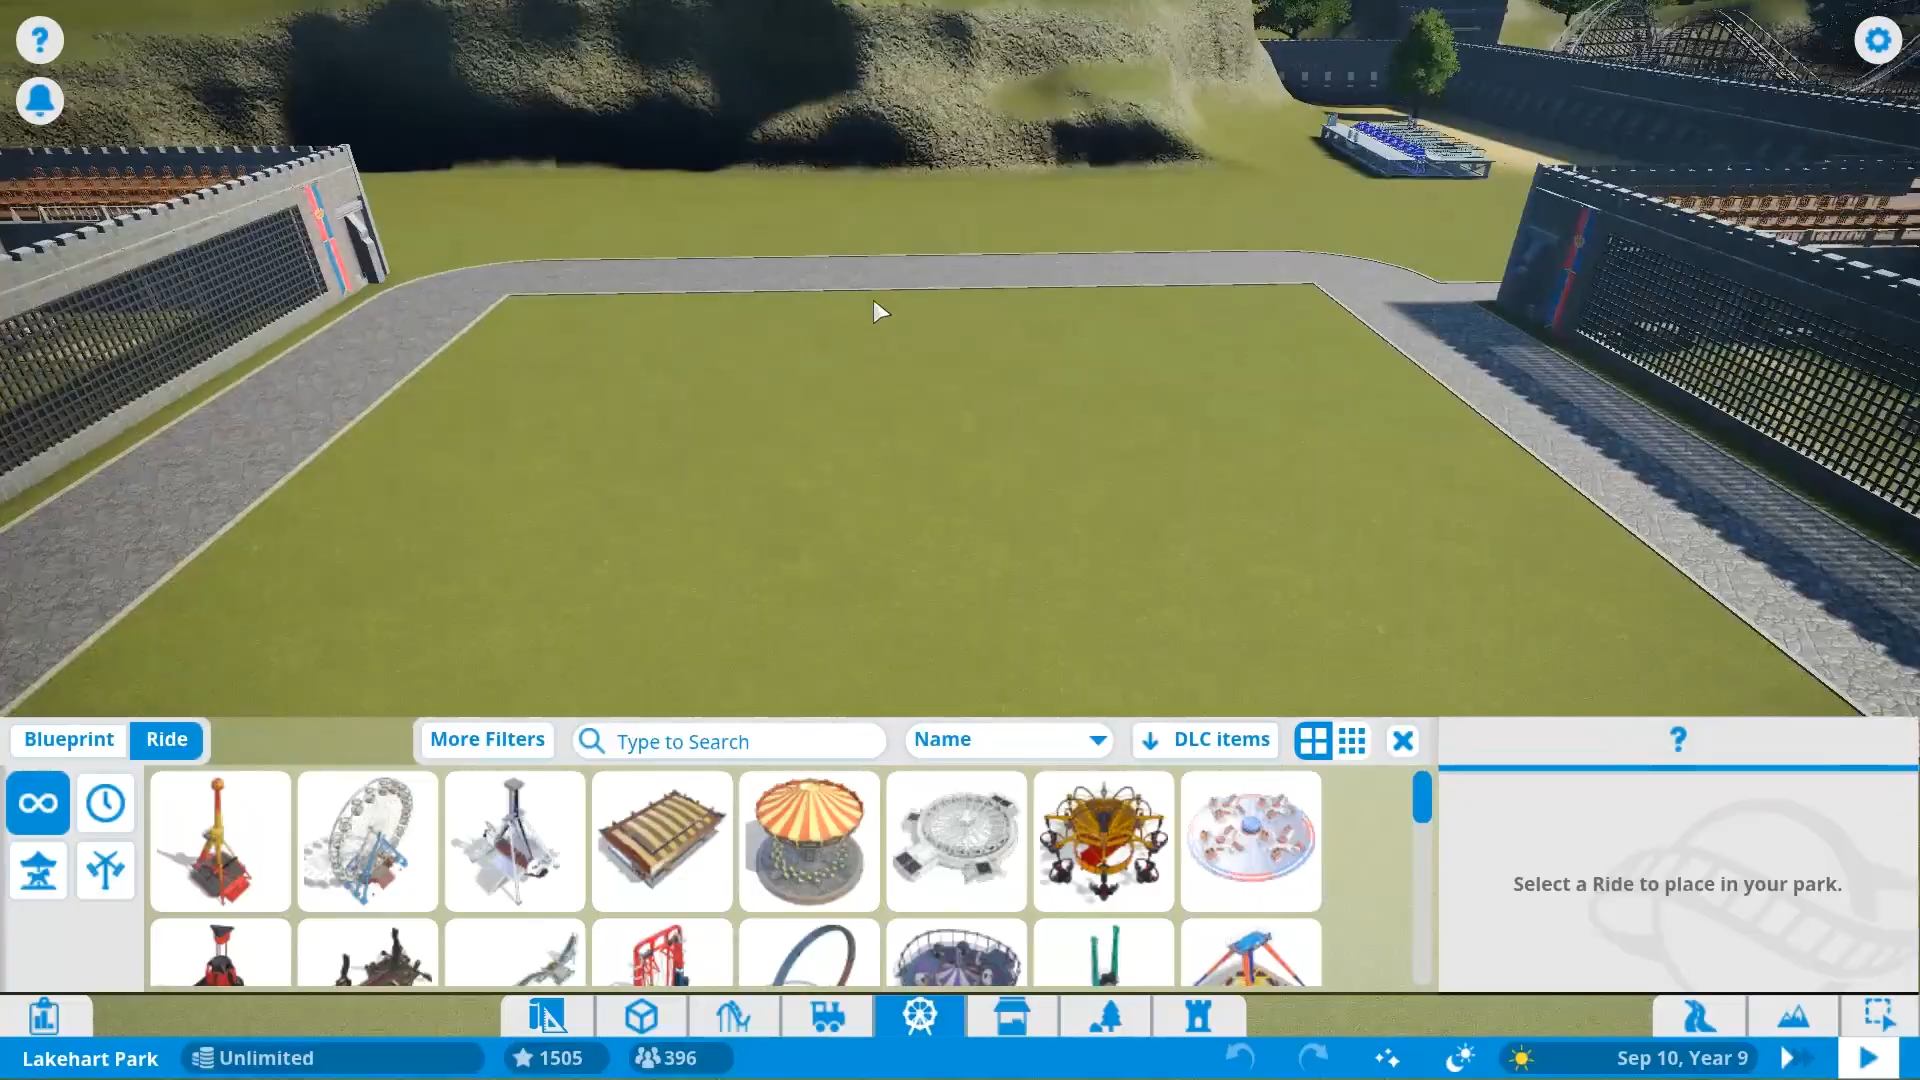 ?
Blueprint
Ride
More Filters
Type to Search
Name
DLC items
?
Select a Ride to place in your park.
Lakehart Park
Unlimited
1505
396
Sep 10, Year 9